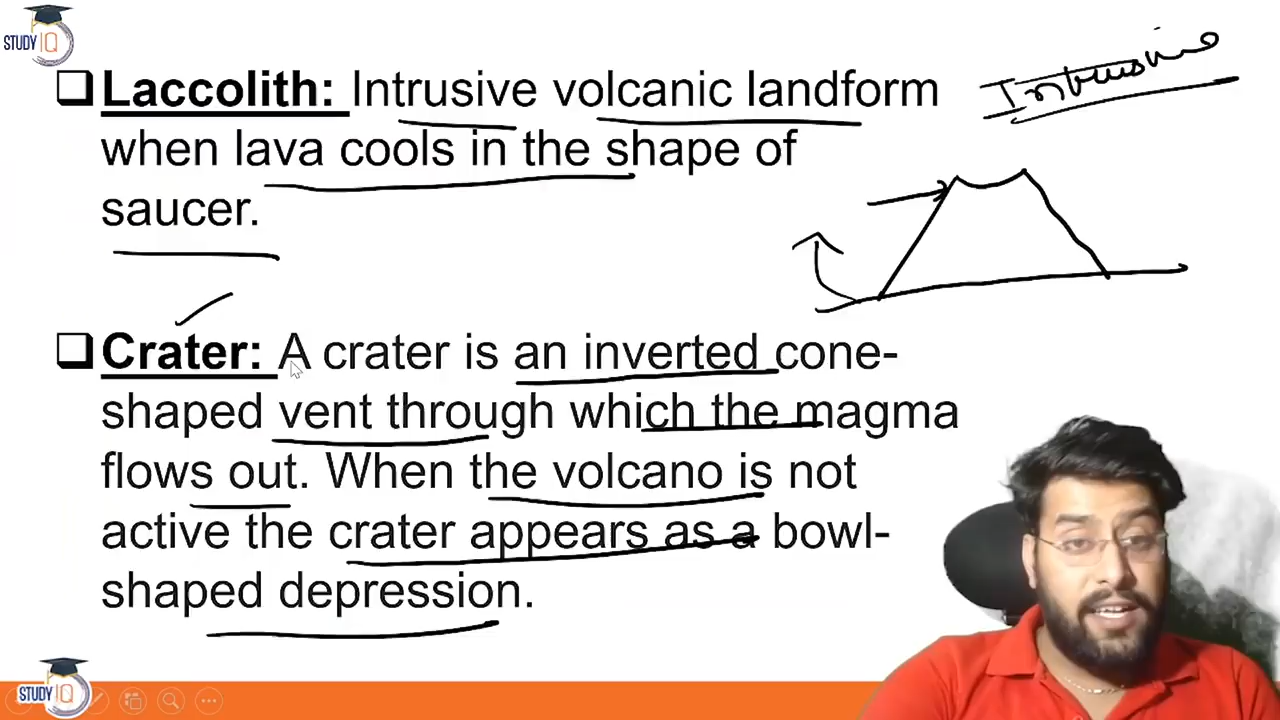 STUDY IQ
Laccolith: Intrusive volcanic landform
when lava cools in the shape of
saucer.
Intrusive
Crater: A crater is an inverted cone-
shaped vent through which the magma
flows out. When the volcano is not
active the crater appears as a bowl-
shaped depression.
STUDY IQ